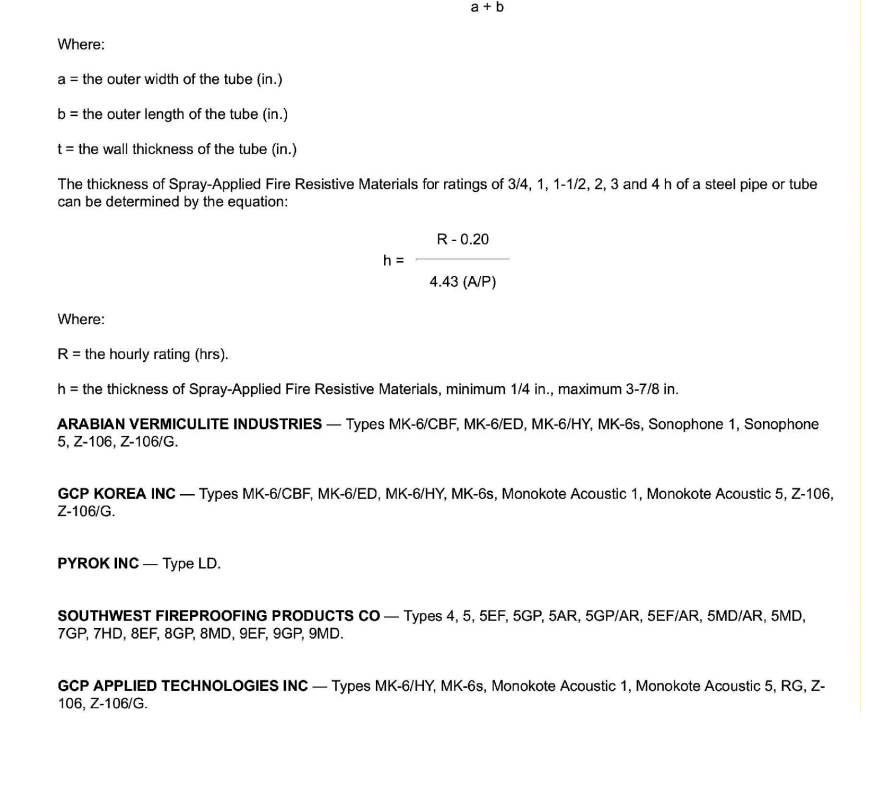 a + b
Where:
a = the outer width of the tube (in.)
b = the outer length of the tube (in.)
t = the wall thickness of the tube (in.)
The thickness of Spray-Applied Fire Resistive Materials for ratings of 3/4, 1, 1-1/2, 2, 3 and 4 h of a steel pipe or tube
can be determined by the equation:
R - 0.20
h =
4.43 (A/P)
Where:
R = the hourly rating (hrs).
h = the thickness of Spray-Applied Fire Resistive Materials, minimum 1/4 in., maximum 3-7/8 in.
ARABIAN VERMICULITE INDUSTRIES — Types MK-6/CBF, MK-6/ED, MK-6/HY, MK-6s, Sonophone 1, Sonophone
5, Z-106, Z-106/G.
GCP KOREA INC — Types MK-6/CBF, MK-6/ED, MK-6/HY, MK-6s, Monokote Acoustic 1, Monokote Acoustic 5, Z-106,
Z-106/G.
PYROK INC — Type LD.
SOUTHWEST FIREPROOFING PRODUCTS CO — Types 4, 5, 5EF, 5GP, 5AR, 5GP/AR, 5EF/AR, 5MD/AR, 5MD,
7GP, 7HD, 8EF, 8GP, 8MD, 9EF, 9GP, 9MD.
GCP APPLIED TECHNOLOGIES INC — Types MK-6/HY, MK-6s, Monokote Acoustic 1, Monokote Acoustic 5, RG, Z-
106, Z-106/G.